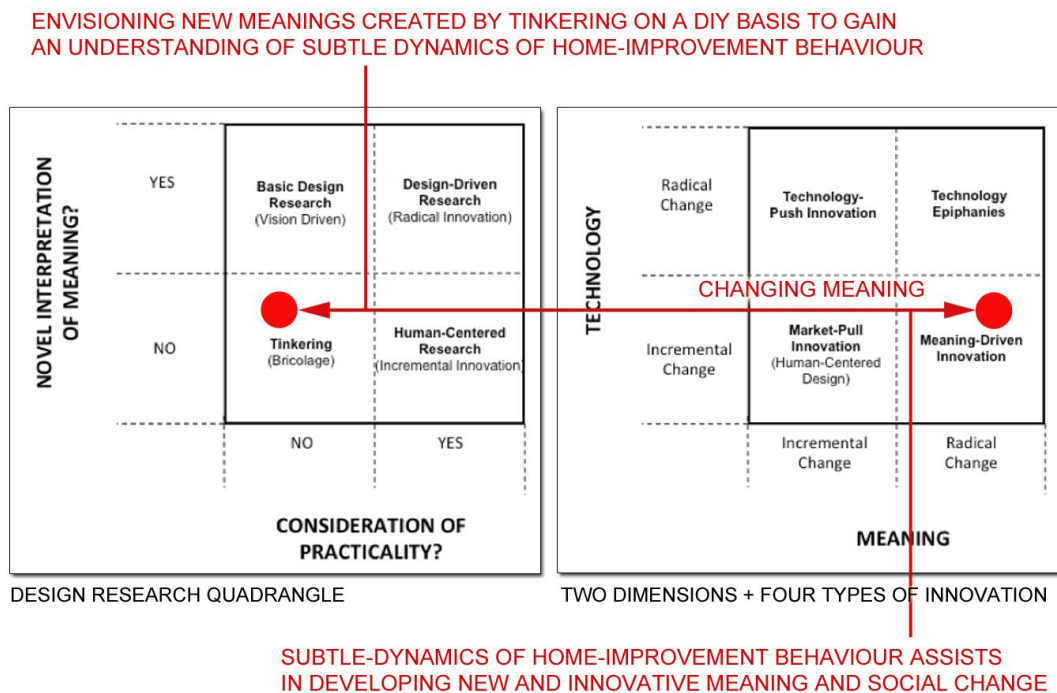 ENVISIONING NEW MEANINGS CREATED BY TINKERING ON A DIY BASIS TO GAIN
AN UNDERSTANDING OF SUBTLE DYNAMICS OF HOME-IMPROVEMENT BEHAVIOUR
NOVEL INTERPRETATION
OF MEANING?
YES
NO
Basic Design
Research
(Vision Driven)
Design-Driven
Research
(Radical Innovation)
Tinkering
(Bricolage)
Human-Centered
Research
(Incremental Innovation)
NO
YES
CONSIDERATION OF
PRACTICALITY?
DESIGN RESEARCH QUADRANGLE
TECHNOLOGY
Radical
Change
Incremental
Change
Technology-
Push Innovation
Technology
Epiphanies
CHANGING MEANING
Market-Pull
Innovation
(Human-Centered
Design)
Meaning-Driven
Innovation
Incremental
Change
Radical
Change
MEANING
TWO DIMENSIONS + FOUR TYPES OF INNOVATION
SUBTLE-DYNAMICS OF HOME-IMPROVEMENT BEHAVIOUR ASSISTS
IN DEVELOPING NEW AND INNOVATIVE MEANING AND SOCIAL CHANGE